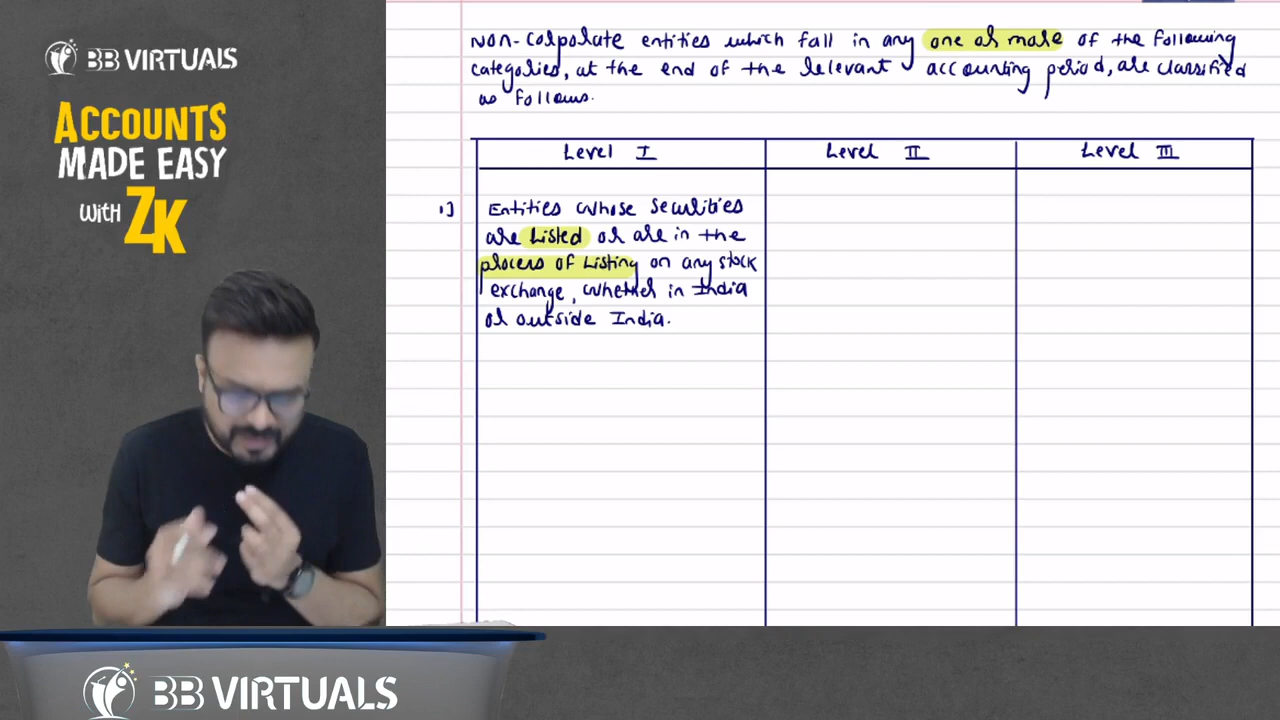 BB VIRTUALS
ACCOUNTS
MADE EASY
WITH ZK
Non-Corporate entities which fall in any one or more of the following
categories, at the end of the relevant accounting period, are classified
as follows.
Level I
Level II
Level III
1]
Entities whose securities
are Listed or are in the
process of Listing on any stock
exchange, whether in India
or outside India.
BB VIRTUALS